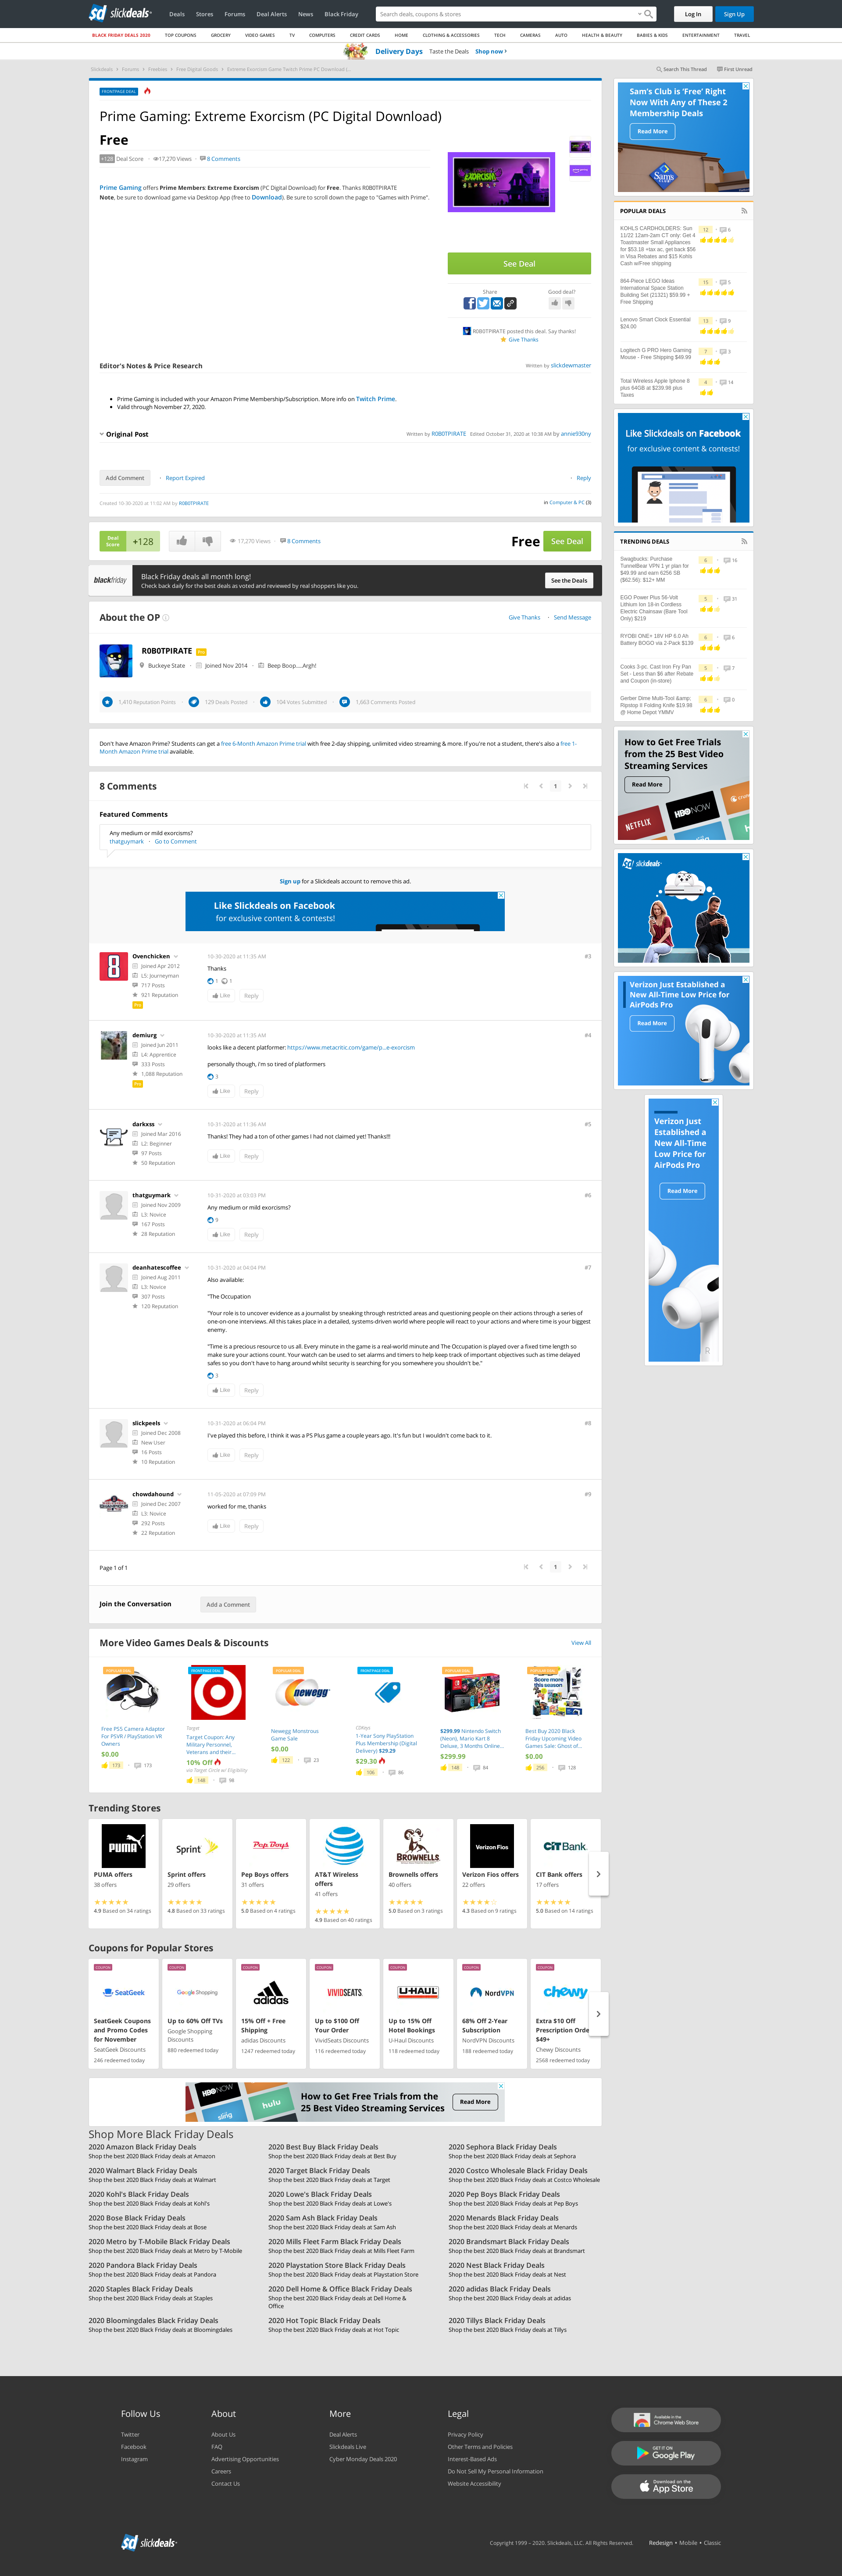 slickdeals
Deals Stores Forums Deal Alerts News Black Friday
Search deals, coupons & stores
Log In Sign Up
BLACK FRIDAY DEALS 2020 TOP COUPONS GROCERY VIDEO GAMES TV COMPUTERS CREDIT CARDS HOME CLOTHING & ACCESSORIES TECH CAMERAS AUTO HEALTH & BEAUTY BABIES & KIDS ENTERTAINMENT TRAVEL
Delivery Days Taste the Deals Shop now
Slickdeals > Forums > Freebies > Free Digital Goods > Extreme Exorcism Game Twitch Prime PC Download (...
Search This Thread First Unread
FRONTPAGE DEAL
Prime Gaming: Extreme Exorcism (PC Digital Download)
Free
+128 Deal Score 17,270 Views 8 Comments
Prime Gaming offers Prime Members: Extreme Exorcism (PC Digital Download) for Free. Thanks R0B0TPIRATE
Note, be sure to download game via Desktop App (free to Download). Be sure to scroll down the page to "Games with Prime".
See Deal
Share
Good deal?
R0B0TPIRATE posted this deal. Say thanks!
Give Thanks
Editor's Notes & Price Research
Written by slickdewmaster
Prime Gaming is included with your Amazon Prime Membership/Subscription. More info on Twitch Prime.
Valid through November 27, 2020.
Original Post
Written by R0B0TPIRATE Edited October 31, 2020 at 10:38 AM by annie930ny
Add Comment Report Expired
Reply
Created 10-30-2020 at 11:02 AM by R0B0TPIRATE
in Computer & PC (3)
Deal Score +128
17,270 Views 8 Comments
Free See Deal
blackfriday
Black Friday deals all month long!
Check back daily for the best deals as voted and reviewed by real shoppers like you.
See the Deals
About the OP
Give Thanks Send Message
R0B0TPIRATE Pro
Buckeye State Joined Nov 2014 Beep Boop.....Argh!
1,410 Reputation Points 129 Deals Posted 104 Votes Submitted 1,663 Comments Posted
Don't have Amazon Prime? Students can get a free 6-Month Amazon Prime trial with free 2-day shipping, unlimited video streaming & more. If you're not a student, there's also a free 1-
Month Amazon Prime trial available.
8 Comments
1
Featured Comments
Any medium or mild exorcisms?
thatguymark Go to Comment
Sign up for a Slickdeals account to remove this ad.
Like Slickdeals on Facebook
for exclusive content & contests!
Ovenchicken
Joined Apr 2012
L5: Journeyman
717 Posts
921 Reputation
Pro
10-30-2020 at 11:35 AM
#3
Thanks
1 1
Like Reply
demiurg
Joined Jun 2011
L4: Apprentice
333 Posts
1,088 Reputation
Pro
10-30-2020 at 11:35 AM
#4
looks like a decent platformer: https://www.metacritic.com/game/p...e-exorcism
personally though, i'm so tired of platformers
3
Like Reply
darkxss
Joined Mar 2016
L2: Beginner
97 Posts
50 Reputation
10-31-2020 at 11:36 AM
#5
Thanks! They had a ton of other games I had not claimed yet! Thanks!!!
Like Reply
thatguymark
Joined Nov 2009
L3: Novice
167 Posts
28 Reputation
10-31-2020 at 03:03 PM
#6
Any medium or mild exorcisms?
9
Like Reply
deanhatescoffee
Joined Aug 2011
L3: Novice
307 Posts
120 Reputation
10-31-2020 at 04:04 PM
#7
Also available:
"The Occupation
"Your role is to uncover evidence as a journalist by sneaking through restricted areas and questioning people on their actions through a series of
one-on-one interviews. All this takes place in a detailed, systems-driven world where people will react to your actions and where time is your biggest
enemy.
"Time is a precious resource to us all. Every minute in the game is a real-world minute and The Occupation is played over a fixed time length so
make sure your actions count. Your watch can be used to set alarms and timers to help keep track of important objectives such as time delayed
safes so you don't have to hang around whilst security is searching for you somewhere you shouldn't be."
3
Like Reply
slickpeels
Joined Dec 2008
New User
16 Posts
10 Reputation
10-31-2020 at 06:04 PM
#8
I've played this before, I think it was a PS Plus game a couple years ago. It's fun but I wouldn't come back to it.
Like Reply
chowdahound
Joined Dec 2007
L3: Novice
292 Posts
22 Reputation
11-05-2020 at 07:09 PM
#9
worked for me, thanks
Like Reply
Page 1 of 1
1
Join the Conversation Add a Comment
More Video Games Deals & Discounts
View All
Free PS5 Camera Adaptor For PSVR / PlayStation VR Owners
$0.00
173 173
Target
Target Coupon: Any Military Personnel, Veterans and their...
10% Off
via Target Circle w/ Eligibility
148 98
newegg
Newegg Monstrous Game Sale
$0.00
122 23
CDKeys
1-Year Sony PlayStation Plus Membership (Digital Delivery) $29.29
$29.30
106 86
$299.99 Nintendo Switch (Neon), Mario Kart 8 Deluxe, 3 Months Online...
$299.99
148 84
Best Buy 2020 Black Friday Upcoming Video Games Sale: Ghost of...
$0.00
255 128
Trending Stores
PUMA offers
38 offers
4.9 Based on 34 ratings
Sprint offers
29 offers
4.8 Based on 33 ratings
Pep Boys offers
31 offers
5.0 Based on 4 ratings
AT&T Wireless offers
41 offers
4.9 Based on 40 ratings
Brownells offers
40 offers
5.0 Based on 3 ratings
Verizon Fios offers
22 offers
4.3 Based on 9 ratings
CIT Bank offers
17 offers
5.0 Based on 14 ratings
Coupons for Popular Stores
COUPON
SeatGeek
SeatGeek Coupons and Promo Codes for November
SeatGeek Discounts
246 redeemed today
COUPON
Google Shopping
Up to 60% Off TVs
Google Shopping Discounts
880 redeemed today
COUPON
adidas
15% Off + Free Shipping
adidas Discounts
1247 redeemed today
COUPON
VIVIDSEATS
Up to $100 Off Your Order
VividSeats Discounts
116 redeemed today
COUPON
U-HAUL
Up to 15% Off Hotel Bookings
U-Haul Discounts
118 redeemed today
COUPON
NordVPN
68% Off 2-Year Subscription
NordVPN Discounts
188 redeemed today
COUPON
chewy
Extra $10 Off Prescription Orde $49+
Chewy Discounts
2568 redeemed today
How to Get Free Trials from the
25 Best Video Streaming Services
Read More
Shop More Black Friday Deals
2020 Amazon Black Friday Deals
Shop the best 2020 Black Friday deals at Amazon
2020 Best Buy Black Friday Deals
Shop the best 2020 Black Friday deals at Best Buy
2020 Sephora Black Friday Deals
Shop the best 2020 Black Friday deals at Sephora
2020 Walmart Black Friday Deals
Shop the best 2020 Black Friday deals at Walmart
2020 Target Black Friday Deals
Shop the best 2020 Black Friday deals at Target
2020 Costco Wholesale Black Friday Deals
Shop the best 2020 Black Friday deals at Costco Wholesale
2020 Kohl's Black Friday Deals
Shop the best 2020 Black Friday deals at Kohl's
2020 Lowe's Black Friday Deals
Shop the best 2020 Black Friday deals at Lowe's
2020 Pep Boys Black Friday Deals
Shop the best 2020 Black Friday deals at Pep Boys
2020 Bose Black Friday Deals
Shop the best 2020 Black Friday deals at Bose
2020 Sam Ash Black Friday Deals
Shop the best 2020 Black Friday deals at Sam Ash
2020 Menards Black Friday Deals
Shop the best 2020 Black Friday deals at Menards
2020 Metro by T-Mobile Black Friday Deals
Shop the best 2020 Black Friday deals at Metro by T-Mobile
2020 Mills Fleet Farm Black Friday Deals
Shop the best 2020 Black Friday deals at Mills Fleet Farm
2020 Brandsmart Black Friday Deals
Shop the best 2020 Black Friday deals at Brandsmart
2020 Pandora Black Friday Deals
Shop the best 2020 Black Friday deals at Pandora
2020 Playstation Store Black Friday Deals
Shop the best 2020 Black Friday deals at Playstation Store
2020 Nest Black Friday Deals
Shop the best 2020 Black Friday deals at Nest
2020 Staples Black Friday Deals
Shop the best 2020 Black Friday deals at Staples
2020 Dell Home & Office Black Friday Deals
Shop the best 2020 Black Friday deals at Dell Home &
Office
2020 adidas Black Friday Deals
Shop the best 2020 Black Friday deals at adidas
2020 Bloomingdales Black Friday Deals
Shop the best 2020 Black Friday deals at Bloomingdales
2020 Hot Topic Black Friday Deals
Shop the best 2020 Black Friday deals at Hot Topic
2020 Tillys Black Friday Deals
Shop the best 2020 Black Friday deals at Tillys
Sam's Club is 'Free' Right
Now With Any of These 2
Membership Deals
Read More
POPULAR DEALS
KOHLS CARDHOLDERS: Sun 11/22 12am-2am CT only: Get 4 Toastmaster Small Appliances for $53.18 +tax ac, get back $56 in Visa Rebates and $15 Kohls Cash w/Free shipping
12 6
864-Piece LEGO Ideas International Space Station Building Set (21321) $59.99 + Free Shipping
15 5
Lenovo Smart Clock Essential $24.00
13 9
Logitech G PRO Hero Gaming Mouse - Free Shipping $49.99
7 3
Total Wireless Apple Iphone 8 plus 64GB at $239.98 plus Taxes
4 14
Like Slickdeals on Facebook
for exclusive content & contests!
TRENDING DEALS
Swagbucks: Purchase TunnelBear VPN 1 yr plan for $49.99 and earn 6256 SB ($62.56): $12+ MM
6 16
EGO Power Plus 56-Volt Lithium Ion 18-in Cordless Electric Chainsaw (Bare Tool Only) $219
5 31
RYOBI ONE+ 18V HP 6.0 Ah Battery BOGO via 2-Pack $139
6 6
Cooks 3-pc. Cast Iron Fry Pan Set - Less than $6 after Rebate and Coupon (in-store)
5 7
Gerber Dime Multi-Tool &amp; Ripstop II Folding Knife $19.98 @ Home Depot YMMV
6 0
How to Get Free Trials
from the 25 Best Video
Streaming Services
Read More
NETFLIX HBO NOW hulu
slickdeals
Verizon Just Established a
New All-Time Low Price for
AirPods Pro
Read More
Verizon Just
Established a
New All-Time
Low Price for
AirPods Pro
Read More
Follow Us
Twitter
Facebook
Instagram
About
About Us
FAQ
Advertising Opportunities
Careers
Contact Us
More
Deal Alerts
Slickdeals Live
Cyber Monday Deals 2020
Legal
Privacy Policy
Other Terms and Policies
Interest-Based Ads
Do Not Sell My Personal Information
Website Accessibility
Available in the
Chrome Web Store
GET IT ON
Google Play
Download on the
App Store
slickdeals
Copyright 1999 – 2020. Slickdeals, LLC. All Rights Reserved. Redesign • Mobile • Classic